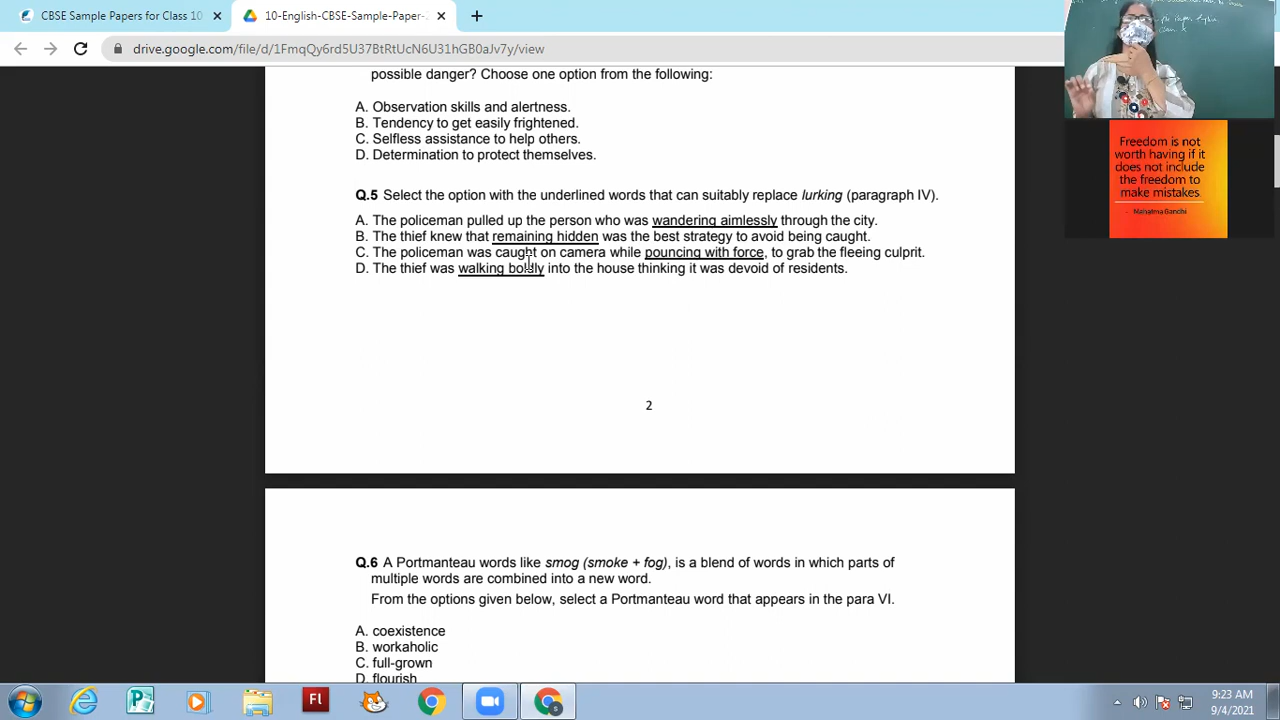 CBSE Sample Papers for Class 10
10-English-CBSE-Sample-Paper-
drive.google.com/file/d/1FmqQy6rd5U37BtRtUcN6U31hGB0aJv7y/view
possible danger? Choose one option from the following:
A. Observation skills and alertness.
B. Tendency to get easily frightened.
C. Selfless assistance to help others.
D. Determination to protect themselves.
Q.5 Select the option with the underlined words that can suitably replace lurking (paragraph IV).
A. The policeman pulled up the person who was wandering aimlessly through the city.
B. The thief knew that remaining hidden was the best strategy to avoid being caught.
C. The policeman was caught on camera while pouncing with force, to grab the fleeing culprit.
D. The thief was walking boldly into the house thinking it was devoid of residents.
2
Q.6 A Portmanteau words like smog (smoke + fog), is a blend of words in which parts of
multiple words are combined into a new word.
From the options given below, select a Portmanteau word that appears in the para VI.
A. coexistence
B. workaholic
C. full-grown
D. flourish
Freedom is not
worth having if it
does not include
the freedom to
make mistakes.
- Mahatma Gandhi
Fl
9:23 AM
9/4/2021